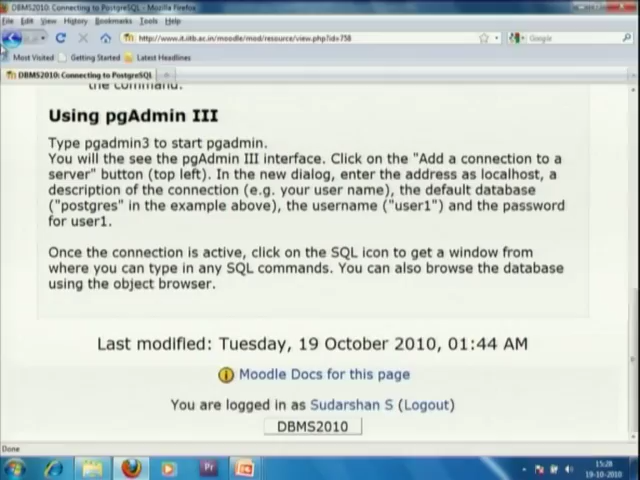 DBMS2010: Connecting to PostgreSQL - Mozilla Firefox
File Edit View History Bookmarks Tools Help
http://www.it.iitb.ac.in/moodle/mod/resource/view.php?id=758
Google
Most Visited Getting Started Latest Headlines
DBMS2010: Connecting to PostgreSQL
the command.
Using pgAdmin III
Type pgadmin3 to start pgadmin.
You will the see the pgAdmin III interface. Click on the "Add a connection to a
server" button (top left). In the new dialog, enter the address as localhost, a
description of the connection (e.g. your user name), the default database
("postgres" in the example above), the username ("user1") and the password
for user1.
Once the connection is active, click on the SQL icon to get a window from
where you can type in any SQL commands. You can also browse the database
using the object browser.
Last modified: Tuesday, 19 October 2010, 01:44 AM
Moodle Docs for this page
You are logged in as Sudarshan S (Logout)
DBMS2010
Done
Pr
15:28
19-10-2010